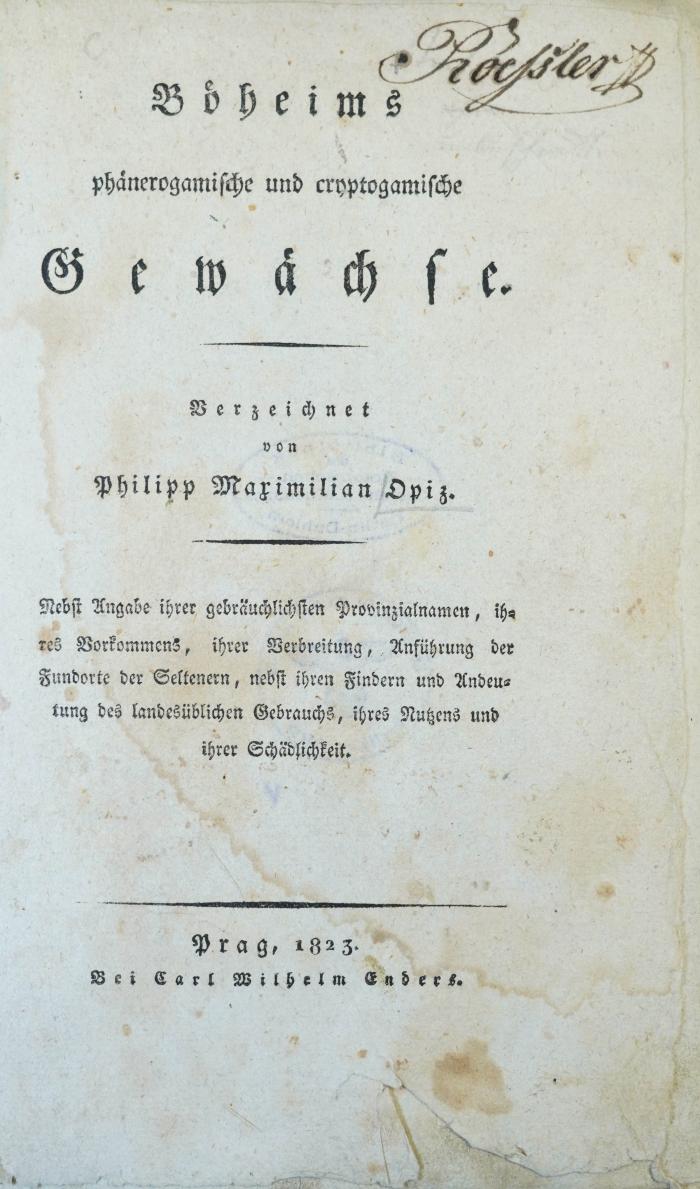 Roeßler
Böheims
phänerogamische und cryptogamische
Gewächse.
Verzeichnet
von
Philipp Maximilian Opiz.
Nebst Angabe ihrer gebräuchlichsten Provinzialnamen, ih-
res Vorkommens, ihrer Verbreitung, Anführung der
Fundorte der Seltenern, nebst ihren Findern und Andeu-
tung des landesüblichen Gebrauchs, ihres Nutzens und
ihrer Schädlichkeit.
Prag, 1823.
Bei Carl Wilhelm Enders.